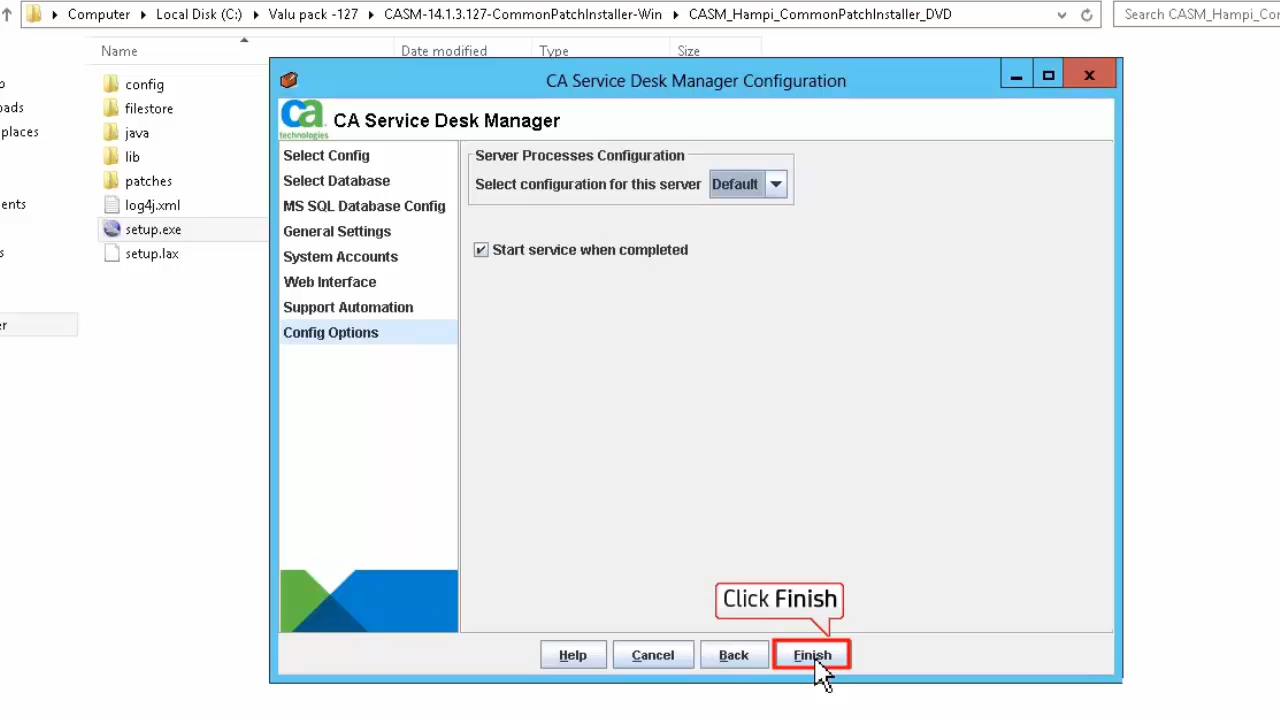 Computer Local Disk (C:) Valu pack -127 CASM-14.1.3.127-CommonPatchInstaller-Win CASM_Hampi_CommonPatchInstaller_DVD
Search CASM_Hampi_Co
Name Date modified Type Size
config
filestore
java
lib
patches
log4j.xml
setup.exe
setup.lax
oads
places
ents
s
er
CA Service Desk Manager Configuration
ca
technologies
CA Service Desk Manager
Select Config
Select Database
MS SQL Database Config
General Settings
System Accounts
Web Interface
Support Automation
Config Options
Server Processes Configuration
Select configuration for this server Default
Start service when completed
Click Finish
Help Cancel Back Finish